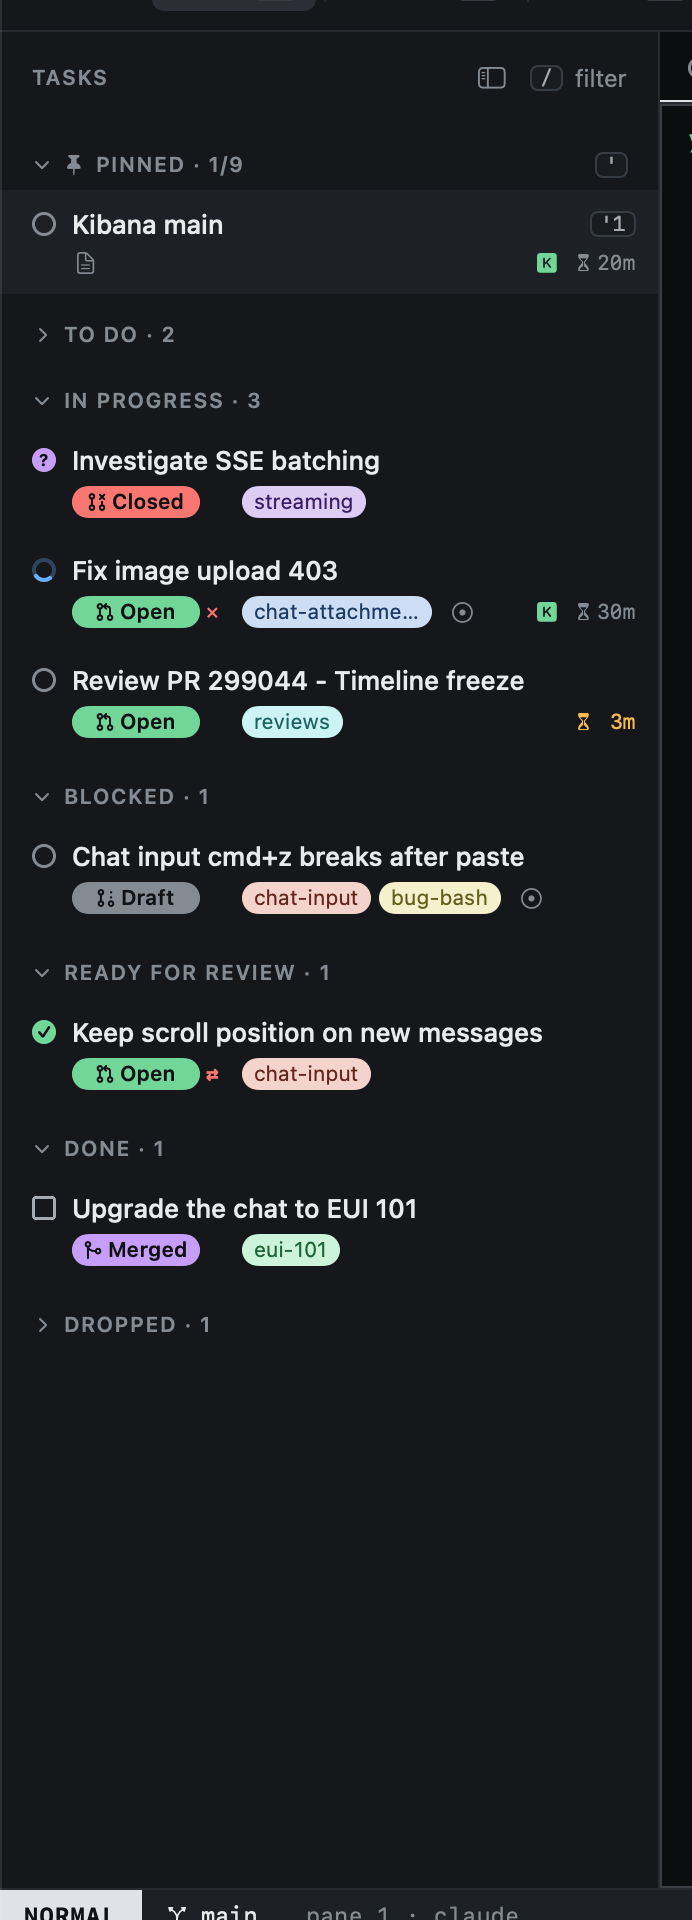 TASKS / filter
PINNED · 1/9 '
Kibana main '1
K 20m
TO DO · 2
IN PROGRESS · 3
? Investigate SSE batching
Closed streaming
Fix image upload 403
Open × chat-attachme... K 30m
Review PR 299044 - Timeline freeze
Open reviews 3m
BLOCKED · 1
Chat input cmd+z breaks after paste
Draft chat-input bug-bash
READY FOR REVIEW · 1
Keep scroll position on new messages
Open chat-input
DONE · 1
Upgrade the chat to EUI 101
Merged eui-101
DROPPED · 1
NORMAL main pane 1 · claude